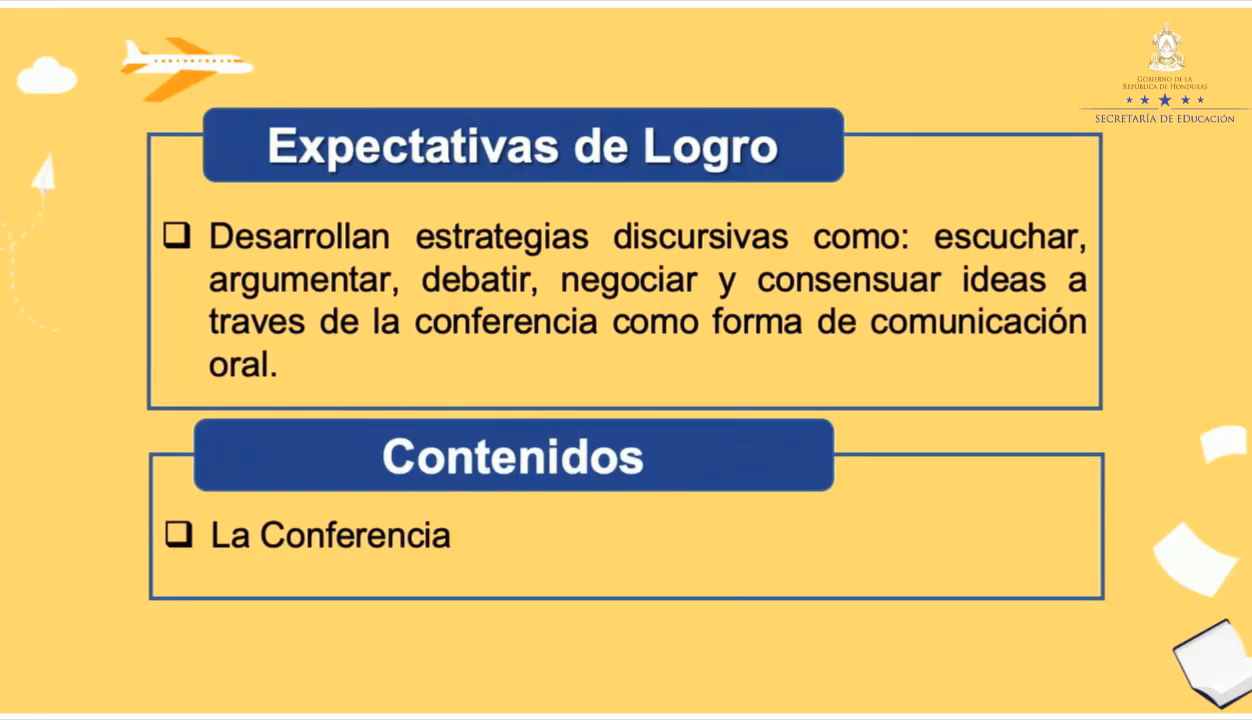 GOBIERNO DE LA
REPÚBLICA DE HONDURAS
SECRETARÍA DE EDUCACIÓN
Expectativas de Logro
Desarrollan estrategias discursivas como: escuchar,
argumentar, debatir, negociar y consensuar ideas a
traves de la conferencia como forma de comunicación
oral.
Contenidos
La Conferencia